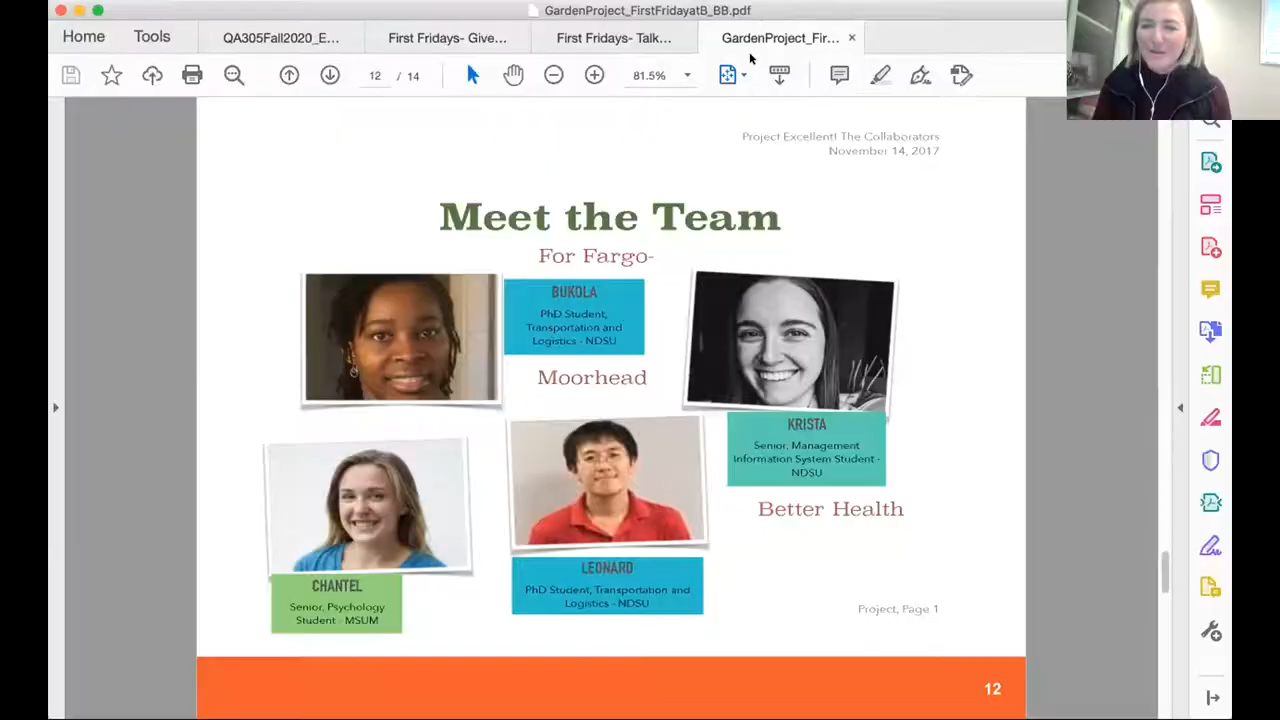 GardenProject_FirstFridayatB_BB.pdf
Home
Tools
QA305Fall2020_E...
First Fridays- Give...
First Fridays- Talk...
GardenProject_Fir... ×
12 / 14
81.5%
Project Excellent! The Collaborators
November 14, 2017
Meet the Team
For Fargo-
BUKOLA
PhD Student,
Transportation and
Logistics - NDSU
Moorhead
KRISTA
Senior, Management
Information System Student -
NDSU
Better Health
CHANTEL
Senior, Psychology
Student - MSUM
LEONARD
PhD Student, Transportation and
Logistics - NDSU
Project, Page 1
12